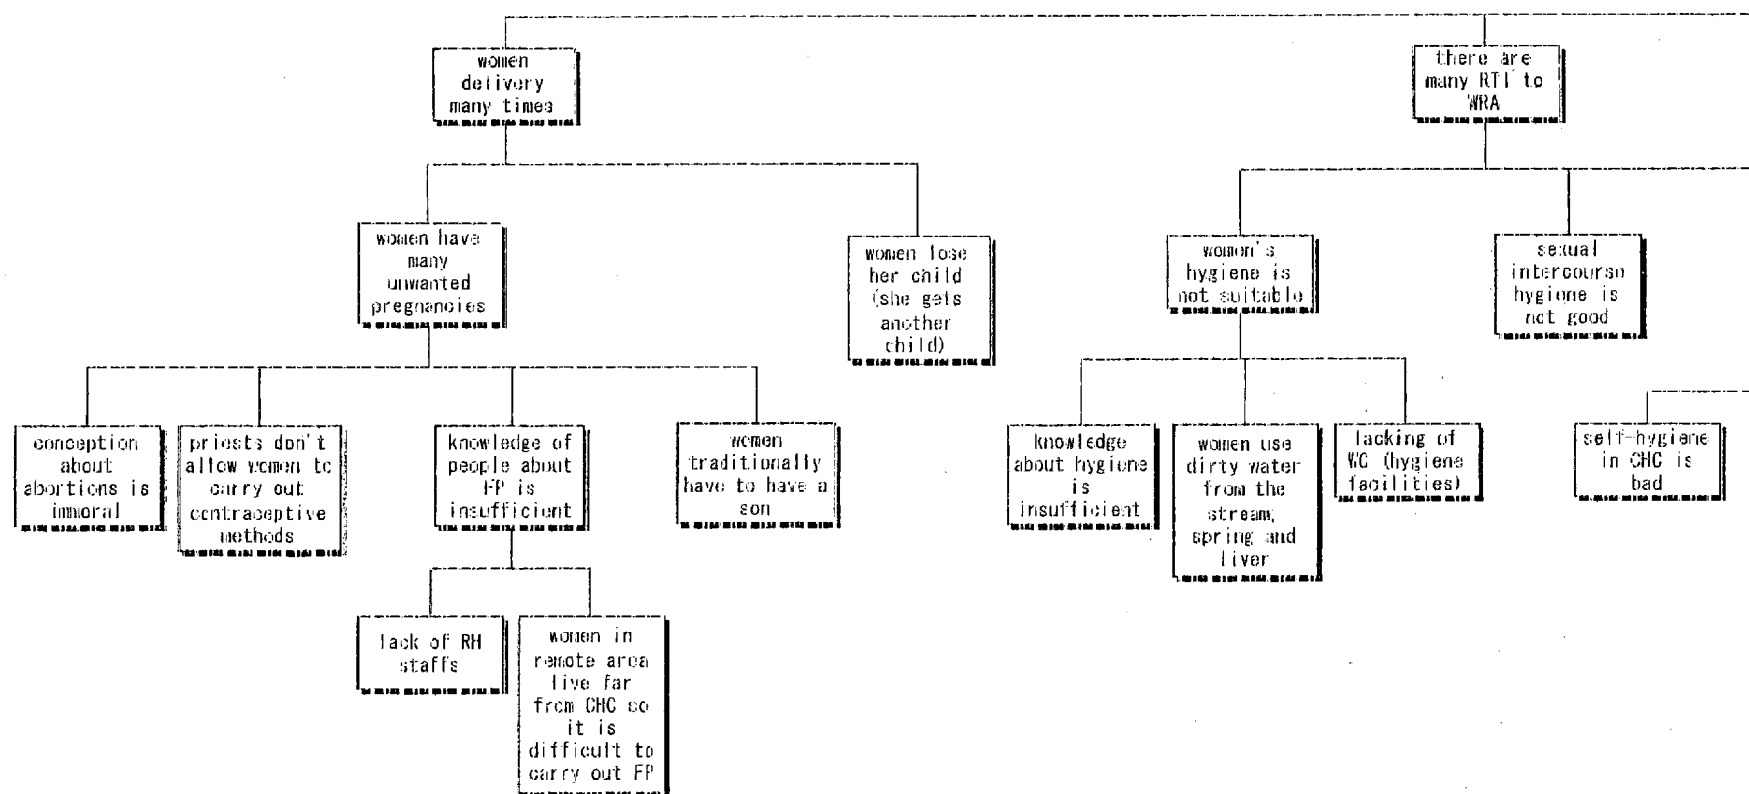 women
delivery
many times
there are
many RTI to
WRA
women have
many
unwanted
pregnancies
women lose
her child
(she gets
another
child)
women's
hygiene is
not suitable
sexual
intercourse
hygiene is
not good
conception
about
abortions is
immoral
priests don't
allow women to
carry out
contraceptive
methods
knowledge of
people about
FP is
insufficient
women
traditionally
have to have a
son
knowledge
about hygiene
is
insufficient
women use
dirty water
from the
stream,
spring and
liver
lacking of
WC (hygiene
facilities)
self-hygiene
in CHC is
bad
lack of RH
staffs
women in
remote area
live far
from CHC so
it is
difficult to
carry out FP